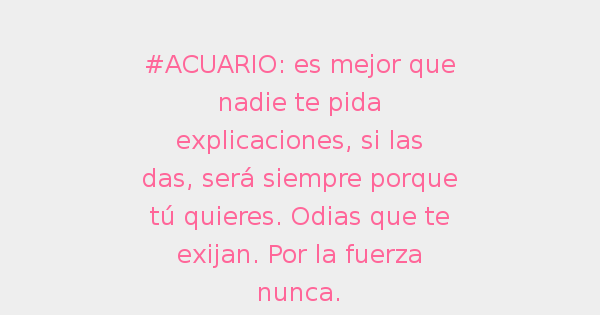 #ACUARIO: es mejor que
nadie te pida
explicaciones, si las
das, será siempre porque
tú quieres. Odias que te
exijan. Por la fuerza
nunca.